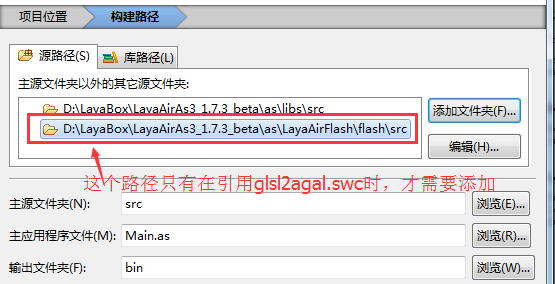 项目位置 构建路径
源路径(S) 库路径(L)
主源文件夹以外的其它源文件夹:
D:\LayaBox\LayaAirAs3_1.7.3_beta\as\libs\src
添加文件夹(F)...
D:\LayaBox\LayaAirAs3_1.7.3_beta\as\LayaAirFlash\flash\src
编辑(H)...
这个路径只有在引用glsl2agal.swc时，才需要添加
主源文件夹(N): src 浏览(E)...
主应用程序文件(M): Main.as 浏览(R)...
输出文件夹(F): bin 浏览(W)...